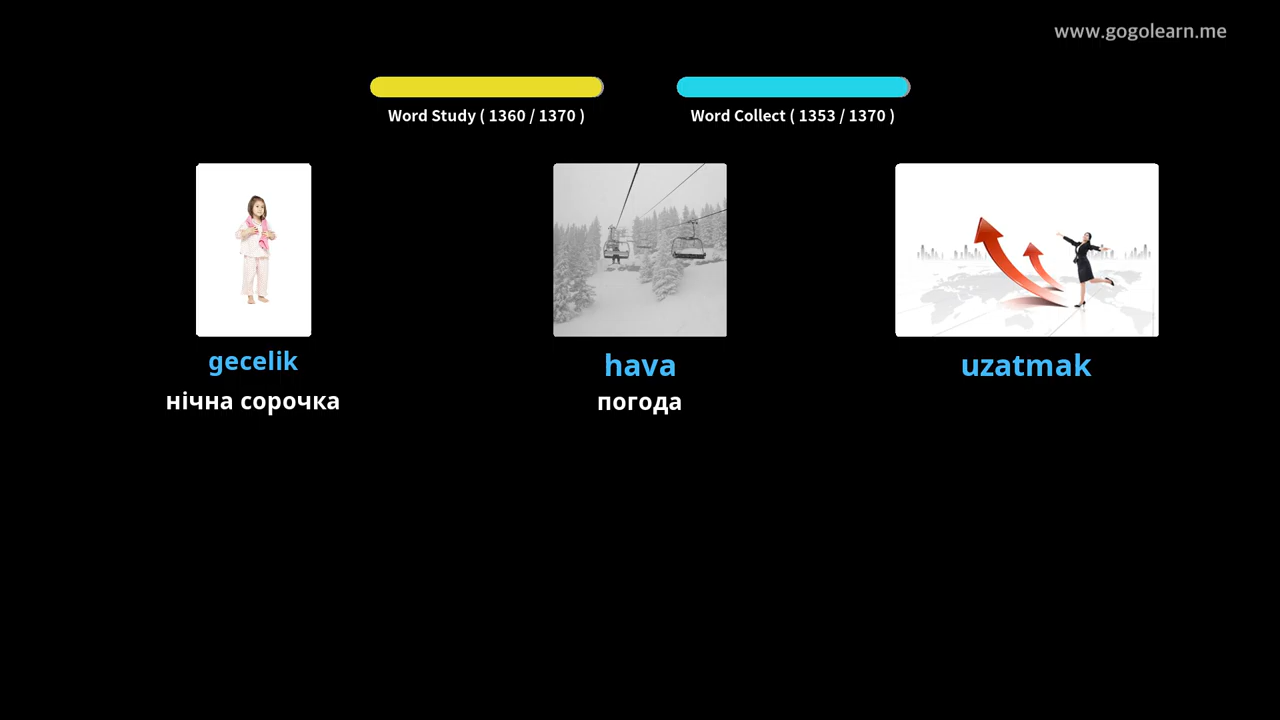 www.gogolearn.me
Word Study ( 1360 / 1370 )
Word Collect ( 1353 / 1370 )
gecelik
нічна сорочка
hava
погода
uzatmak